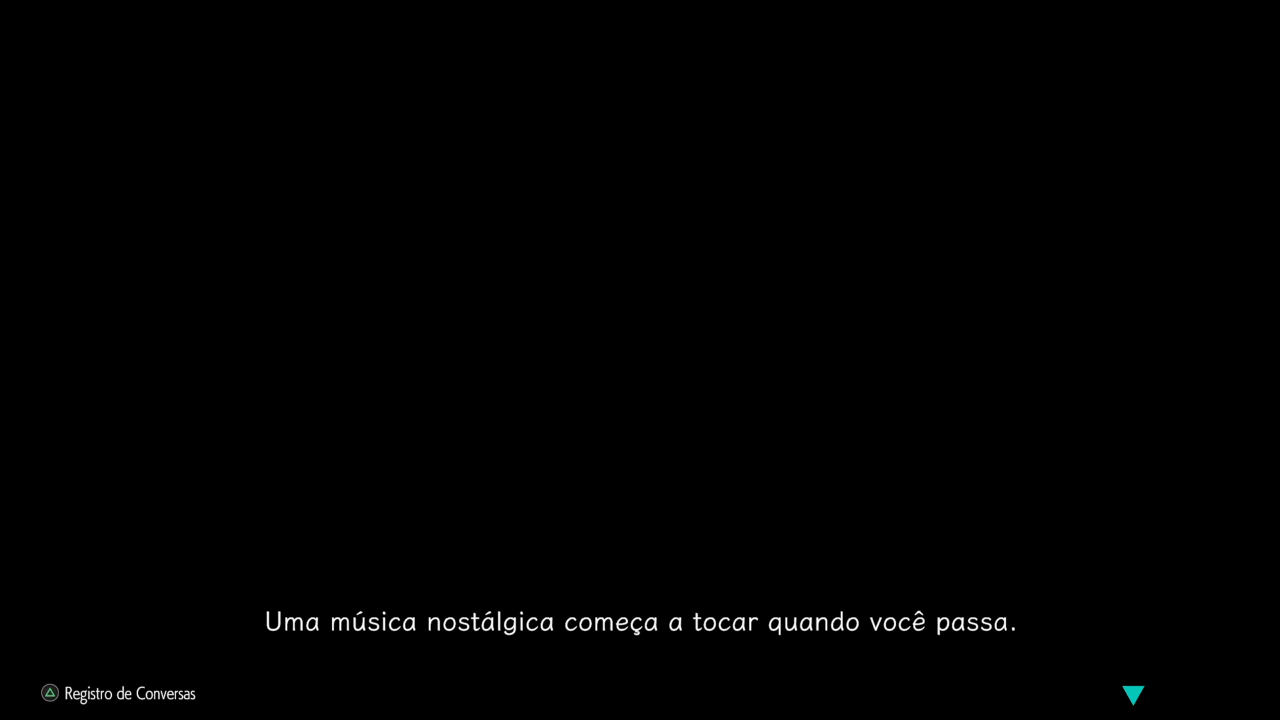 Uma música nostálgica começa a tocar quando você passa.
Registro de Conversas